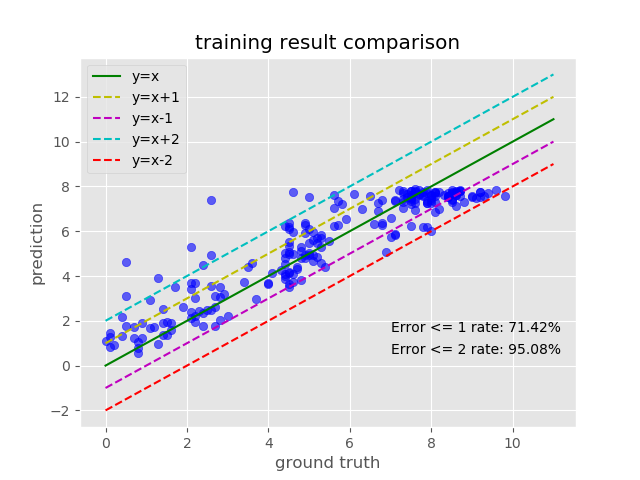 training result comparison
y=x
y=x+1
y=x-1
y=x+2
y=x-2
12
10
8
6
4
2
0
−2
prediction
Error <= 1 rate: 71.42%
Error <= 2 rate: 95.08%
0 2 4 6 8 10
ground truth